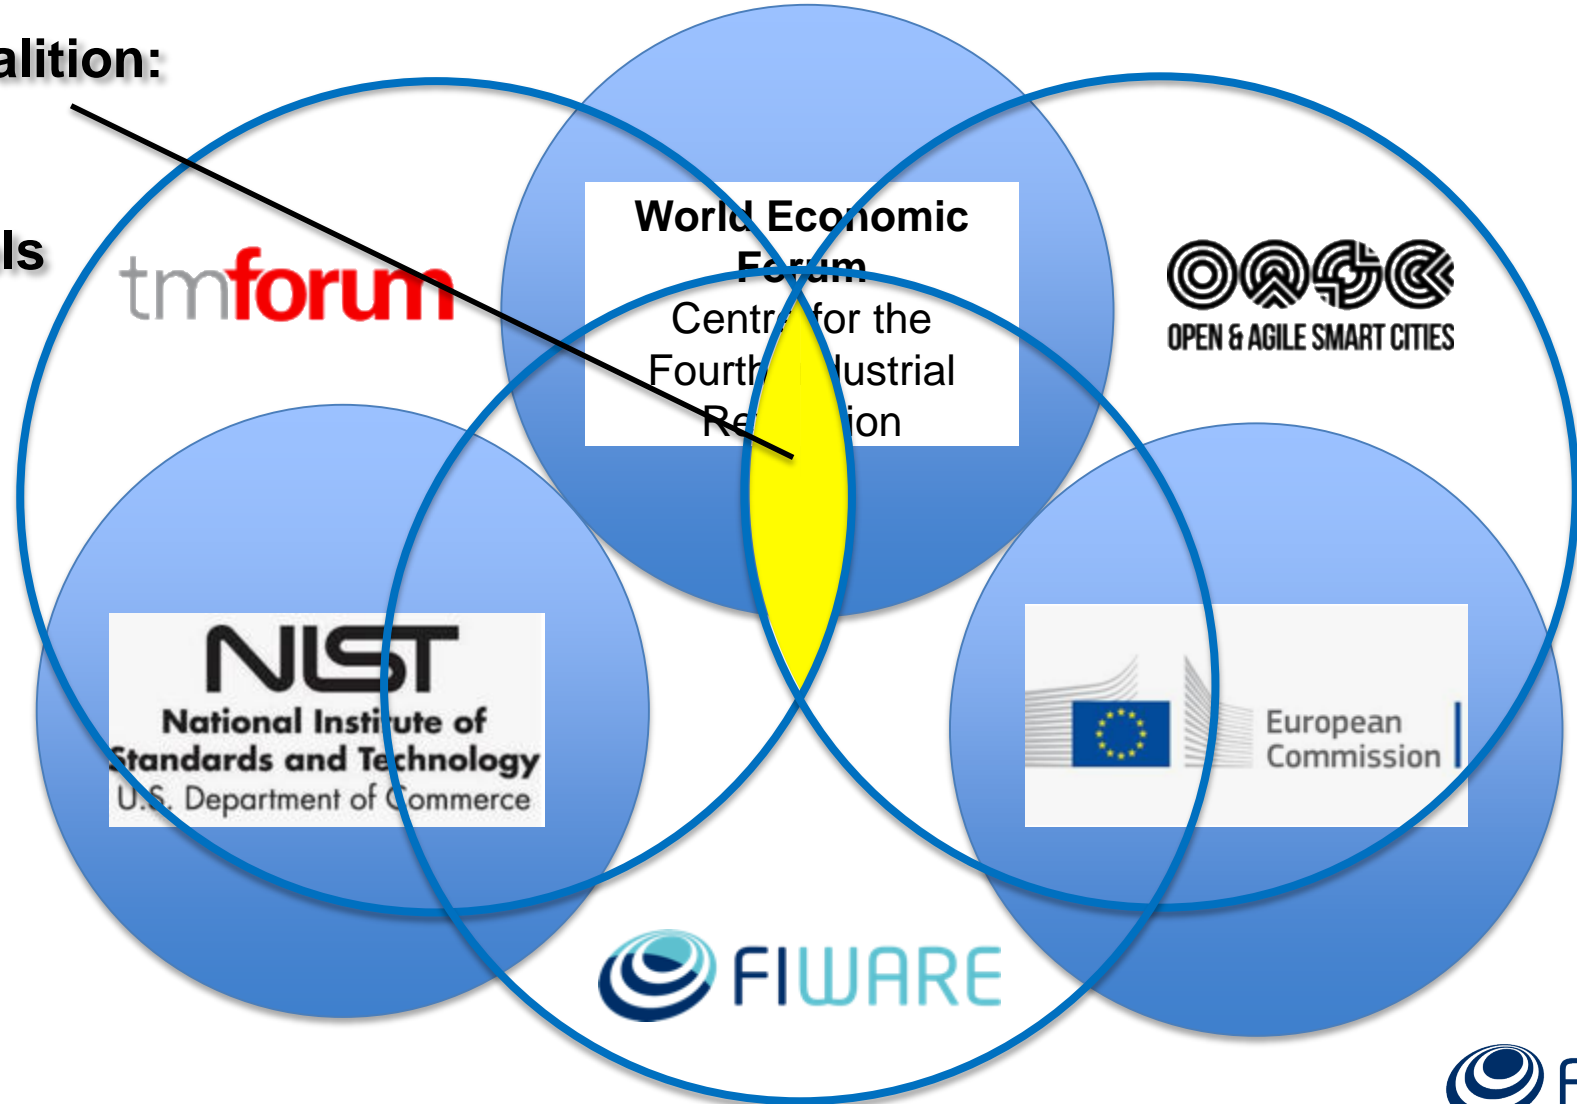 alition:
ls
tmforum
World Economic
Forum
Centre for the
Fourth Industrial
Revolution
OPEN & AGILE SMART CITIES
NIST
National Institute of
Standards and Technology
U.S. Department of Commerce
European
Commission
FIWARE
F